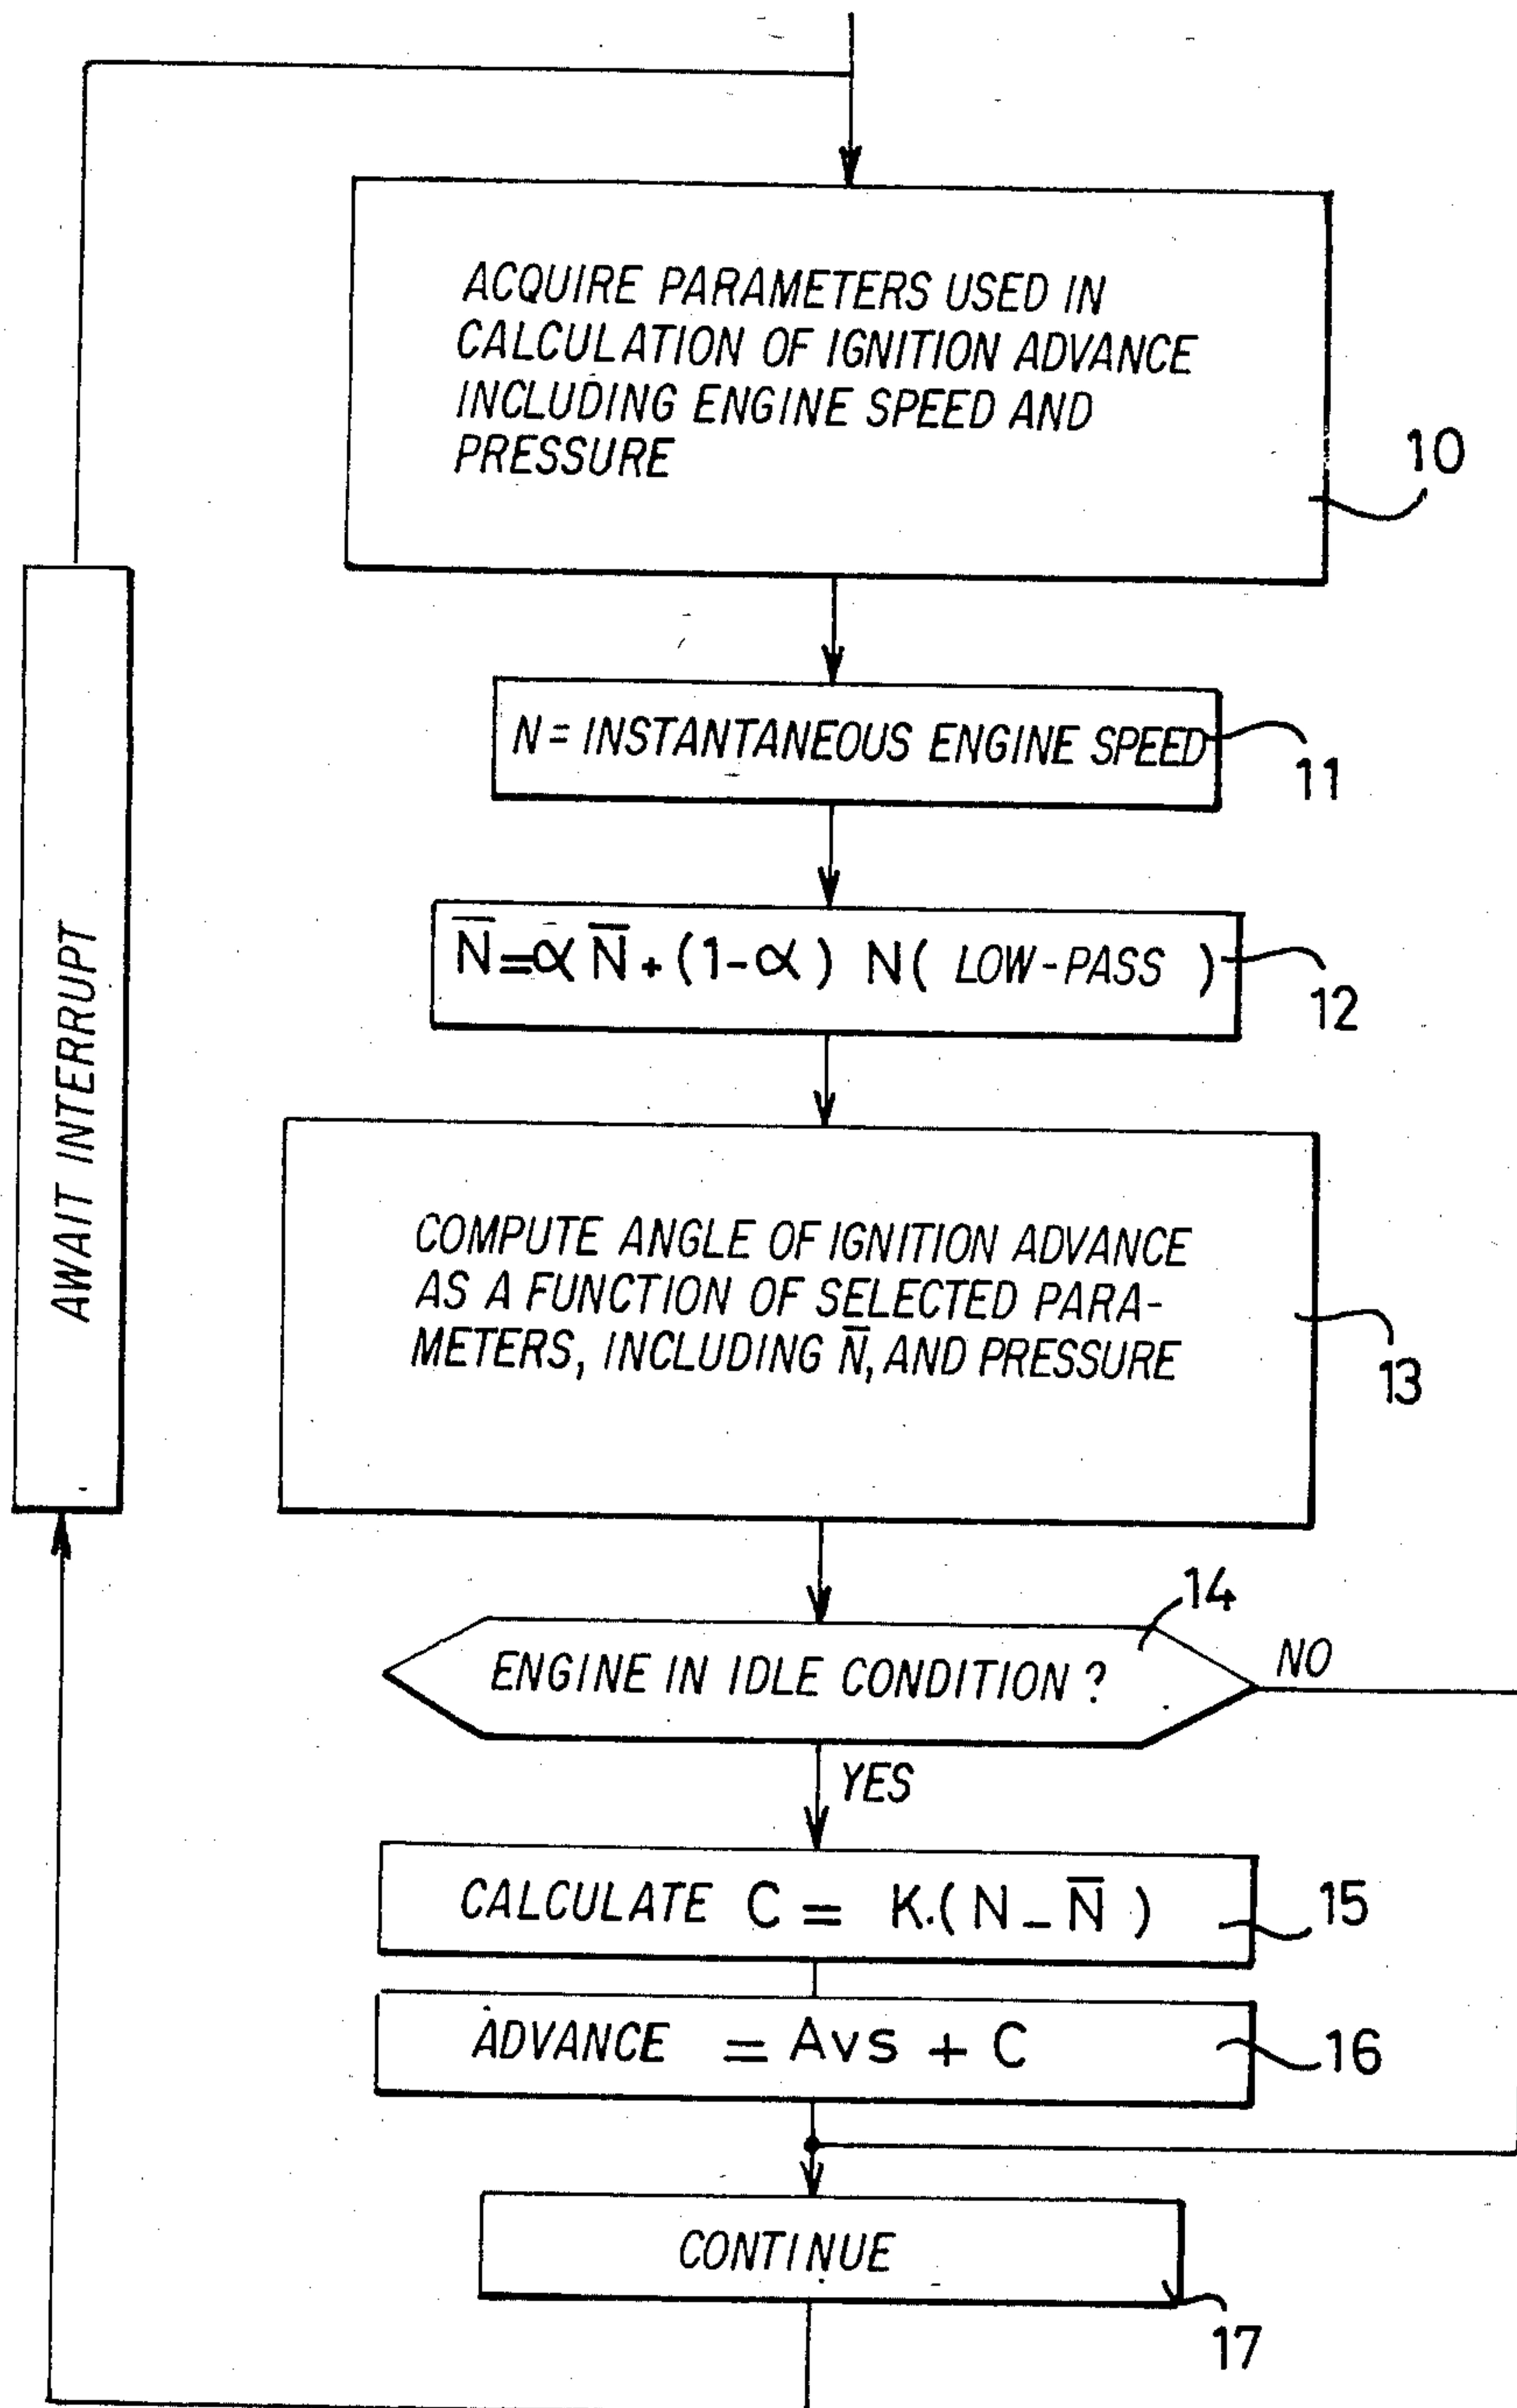 ACQUIRE PARAMETERS USED IN
CALCULATION OF IGNITION ADVANCE
INCLUDING ENGINE SPEED AND
PRESSURE
10
N = INSTANTANEOUS ENGINE SPEED
11
N̅ = α N̅ + (1-α) N ( LOW-PASS )
12
AWAIT INTERRUPT
COMPUTE ANGLE OF IGNITION ADVANCE
AS A FUNCTION OF SELECTED PARA-
METERS, INCLUDING N̅, AND PRESSURE
13
14
ENGINE IN IDLE CONDITION ?
NO
YES
CALCULATE C = K.( N - N̅ )
15
ADVANCE = Avs + C
16
CONTINUE
17